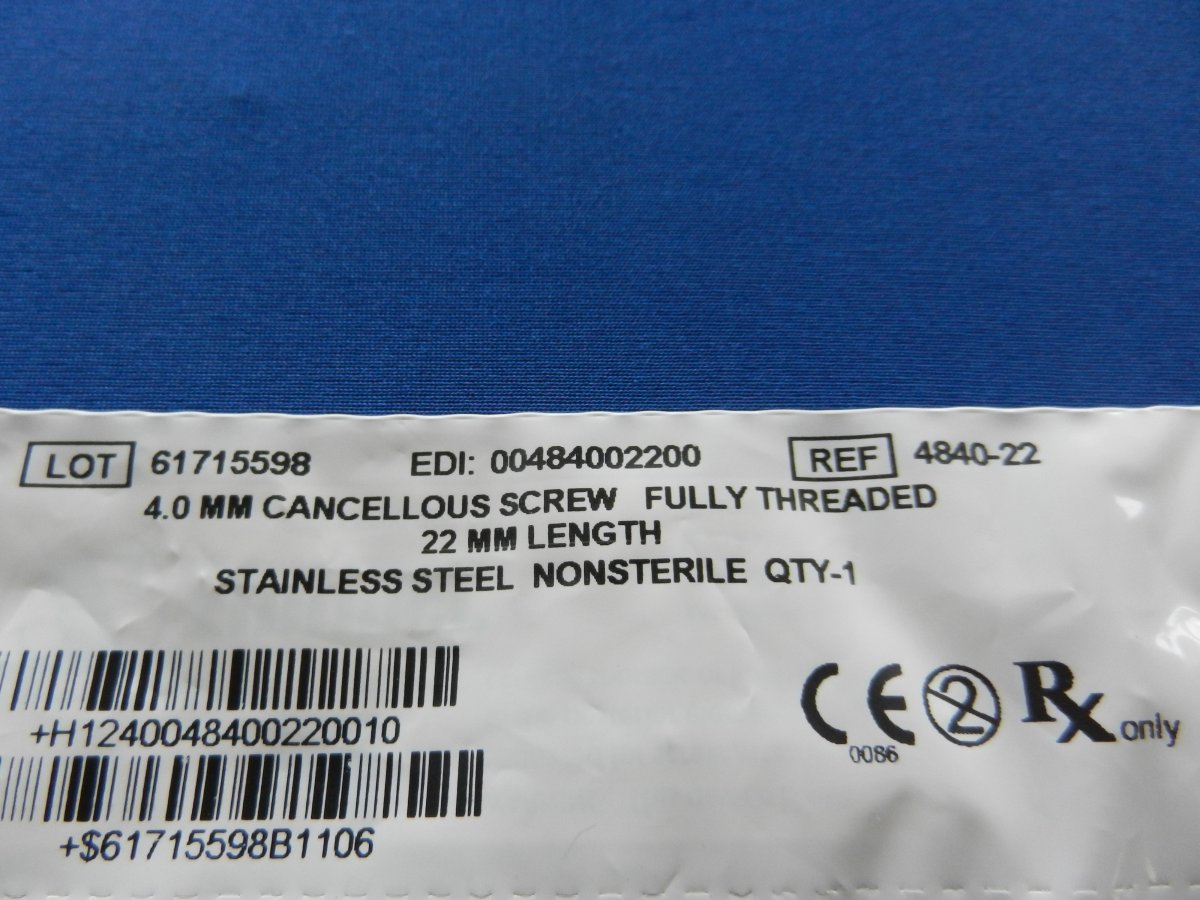 LOT 61715598 EDI: 00484002200 REF 4840-22
4.0 MM CANCELLOUS SCREW FULLY THREADED
22 MM LENGTH
STAINLESS STEEL NONSTERILE QTY-1
+H1240048400220010
CE 2 Rx only
0086
+$61715598B1106